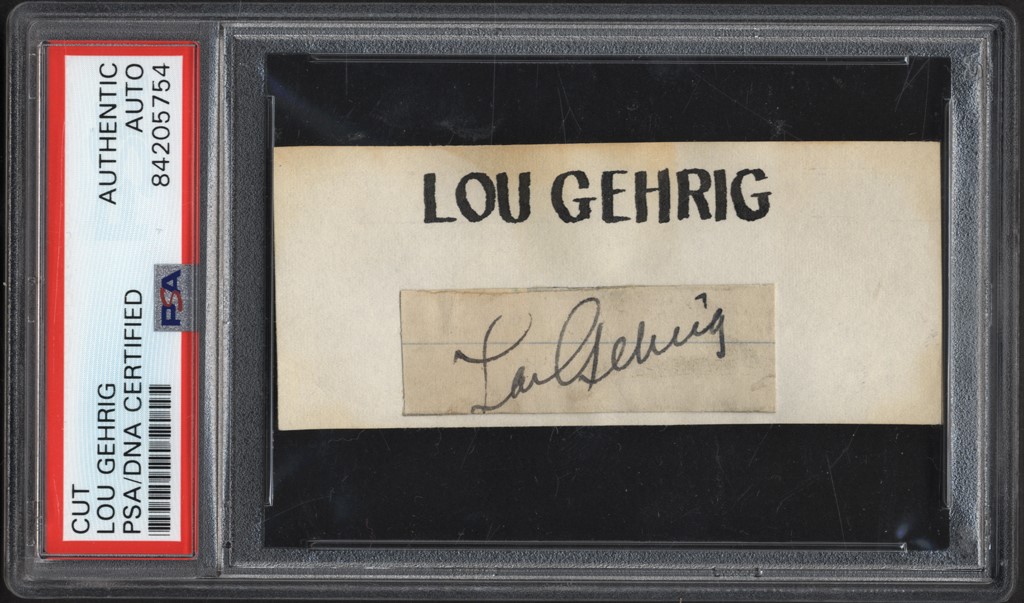 CUT
LOU GEHRIG
PSA/DNA CERTIFIED
AUTHENTIC
AUTO
84205754
PSA
LOU GEHRIG
Lou Gehrig